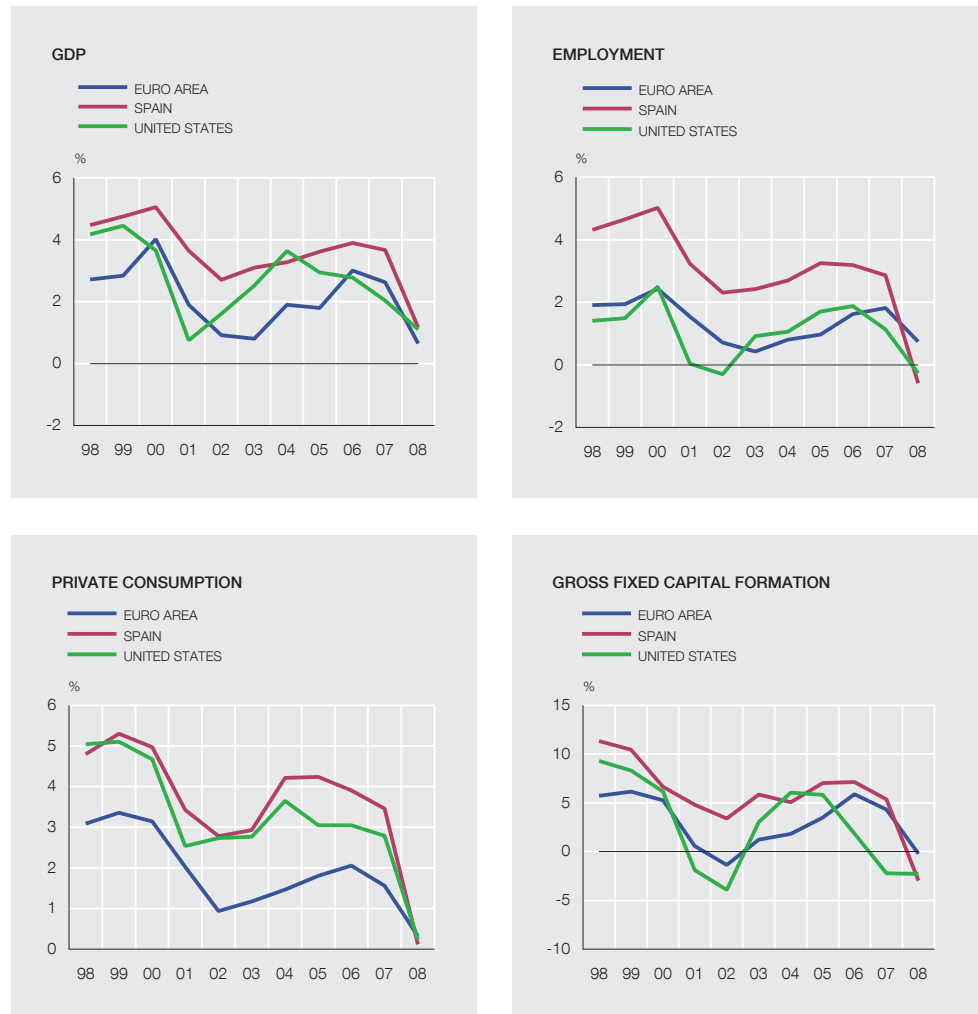 GDP
EURO AREA
SPAIN
UNITED STATES
%
6
4
2
0
-2
98 99 00 01 02 03 04 05 06 07 08
EMPLOYMENT
EURO AREA
SPAIN
UNITED STATES
%
6
4
2
0
-2
98 99 00 01 02 03 04 05 06 07 08
PRIVATE CONSUMPTION
EURO AREA
SPAIN
UNITED STATES
%
6
5
4
3
2
1
0
98 99 00 01 02 03 04 05 06 07 08
GROSS FIXED CAPITAL FORMATION
EURO AREA
SPAIN
UNITED STATES
%
15
10
5
0
-5
-10
98 99 00 01 02 03 04 05 06 07 08